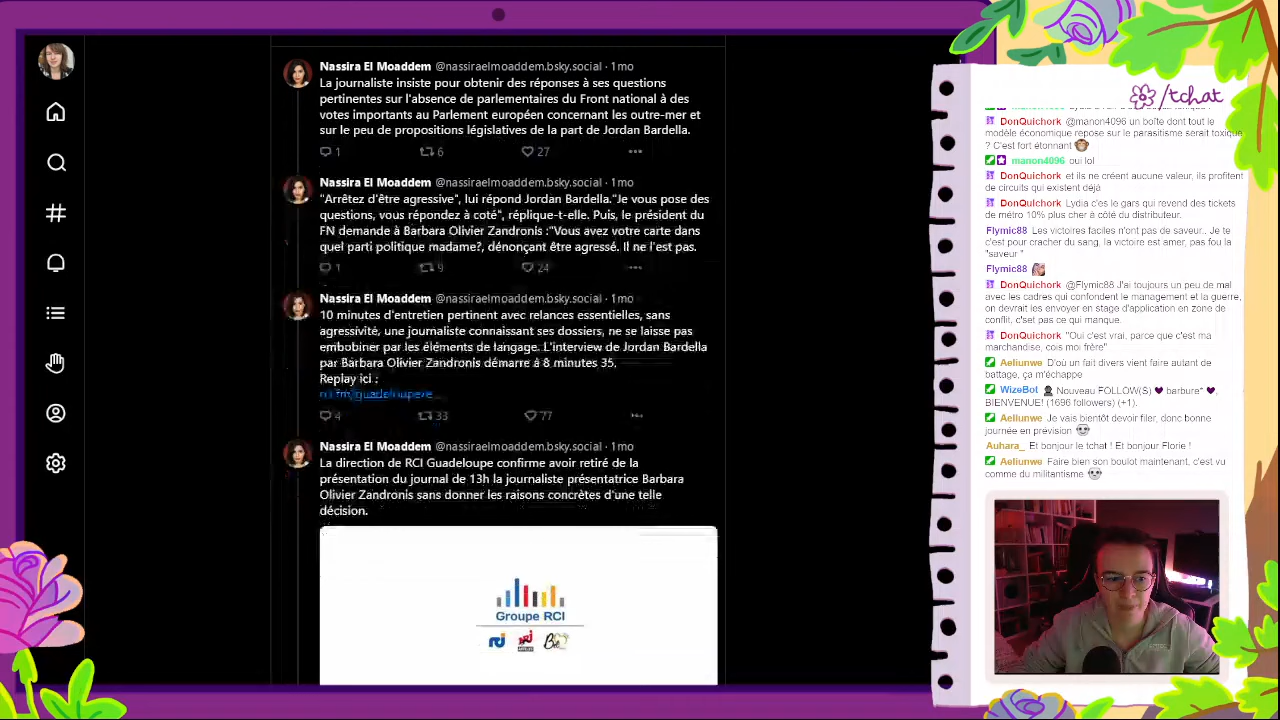 Nassira El Moaddem @nassiraelmoaddem.bsky.social · 1mo
La journaliste insiste pour obtenir des réponses à ses questions
pertinentes sur l'absence de parlementaires du Front national à des
votes importants au Parlement européen concernant les outre-mer et
sur le peu de propositions législatives de la part de Jordan Bardella.
1 6 27
Nassira El Moaddem @nassiraelmoaddem.bsky.social · 1mo
"Arrêtez d'être agressive", lui répond Jordan Bardella."Je vous pose des
questions, vous répondez à coté", réplique-t-elle. Puis, le président du
FN demande à Barbara Olivier Zandronis :"Vous avez votre carte dans
quel parti politique madame?, dénonçant être agressé. Il ne l'est pas.
1 9 24
Nassira El Moaddem @nassiraelmoaddem.bsky.social · 1mo
10 minutes d'entretien pertinent avec relances essentielles, sans
agressivité, une journaliste connaissant ses dossiers, ne se laisse pas
embobiner par les éléments de langage. L'interview de Jordan Bardella
par Barbara Olivier Zandronis démarre à 8 minutes 35.
Replay ici :
4 33 77
Nassira El Moaddem @nassiraelmoaddem.bsky.social · 1mo
La direction de RCI Guadeloupe confirme avoir retiré de la
présentation du journal de 13h la journaliste présentatrice Barbara
Olivier Zandronis sans donner les raisons concrètes d'une telle
décision.
Groupe RCI
rci NRJ
/tchat
DonQuichork @manon4096 un boîte dont tout le
modèle économique repose sur le parasitisme serait toxique
? C'est fort étonnant
manon4096 oui lol
DonQuichork et ils ne créent aucune valeur, ils profitent
de circuits qui existent déjà
DonQuichork Lydia c'est le gars qui revend des tickets
de métro 10% plus cher à côté du distributeur.
Flymic88 Les victoires faciles n'ont pas de saveur.. Je te
c'est pour cracher du sang, la victoire est amer, pas fou la
"saveur "
Flymic88
DonQuichork @Flymic88 J'ai toujours un peu de mal
avec les cadres qui confondent le management et la guerre,
on devrait les envoyer en stage d'application en zone de
conflit, c'set pas ce qui manque.
DonQuichork "Oui c'est vrai, parce que c'est ma
marchandise, cois moi frère"
Aeliunwe D'où un fait divers vient faire autant de
battage, ça m'échappe
WizeBot Nouveau FOLLOW(S) barbure*
BIENVENUE! (1696 followers) (+1).
Aeliunwe Je vais bientôt devoir filer, donc bonne
journée en prévision
Auhara_ Et bonjour le tchat ! Et bonjour Florie !
Aeliunwe Faire bien son boulot maintenant, c'est vu
comme du militantisme.